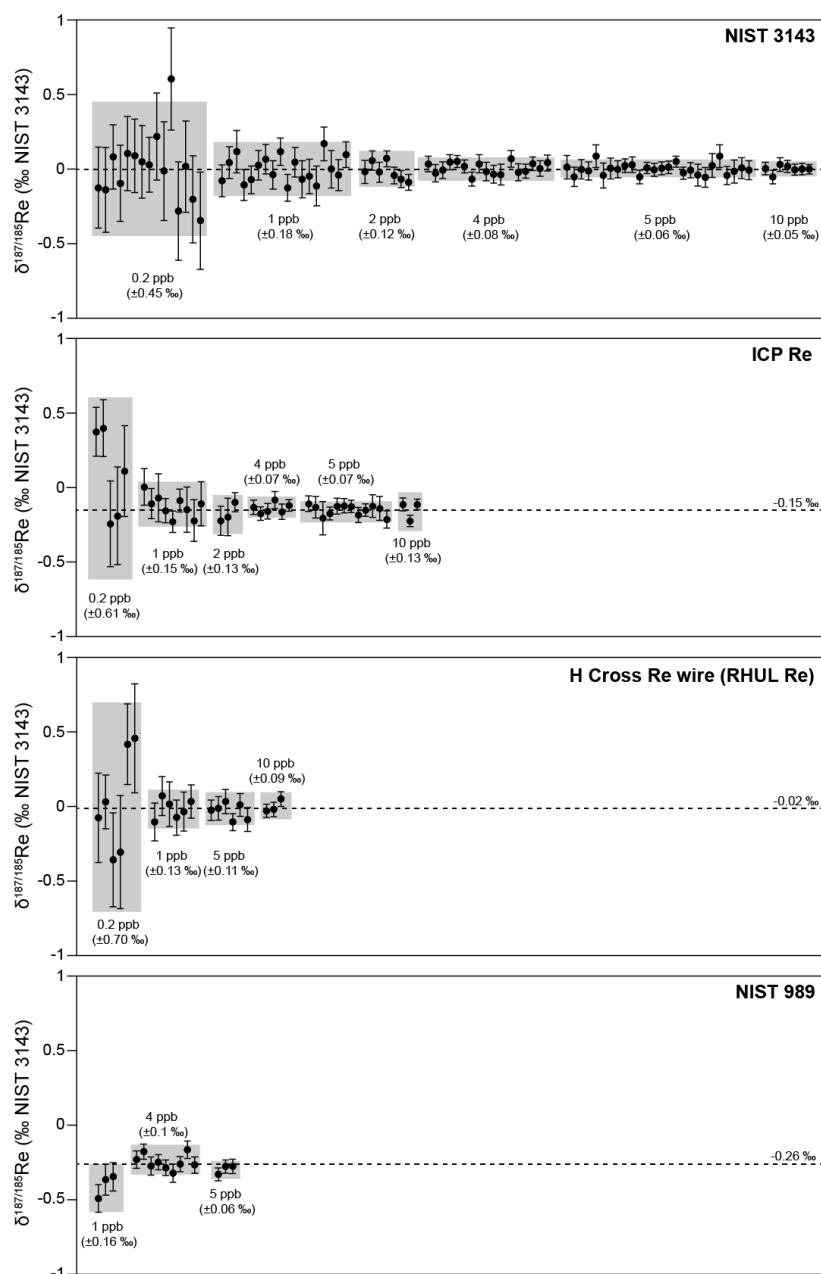 NIST 3143
δ187/185Re (‰ NIST 3143)
1
0.5
0
-0.5
-1
0.2 ppb
(±0.45 ‰)
1 ppb
(±0.18 ‰)
2 ppb
(±0.12 ‰)
4 ppb
(±0.08 ‰)
5 ppb
(±0.06 ‰)
10 ppb
(±0.05 ‰)
ICP Re
δ187/185Re (‰ NIST 3143)
1
0.5
0
-0.5
-1
0.2 ppb
(±0.61 ‰)
1 ppb
(±0.15 ‰)
2 ppb
(±0.13 ‰)
4 ppb
(±0.07 ‰)
5 ppb
(±0.07 ‰)
10 ppb
(±0.13 ‰)
-0.15 ‰
H Cross Re wire (RHUL Re)
δ187/185Re (‰ NIST 3143)
1
0.5
0
-0.5
-1
0.2 ppb
(±0.70 ‰)
1 ppb
(±0.13 ‰)
5 ppb
(±0.11 ‰)
10 ppb
(±0.09 ‰)
-0.02 ‰
NIST 989
δ187/185Re (‰ NIST 3143)
1
0.5
0
-0.5
-1
1 ppb
(±0.16 ‰)
4 ppb
(±0.1 ‰)
5 ppb
(±0.06 ‰)
-0.26 ‰